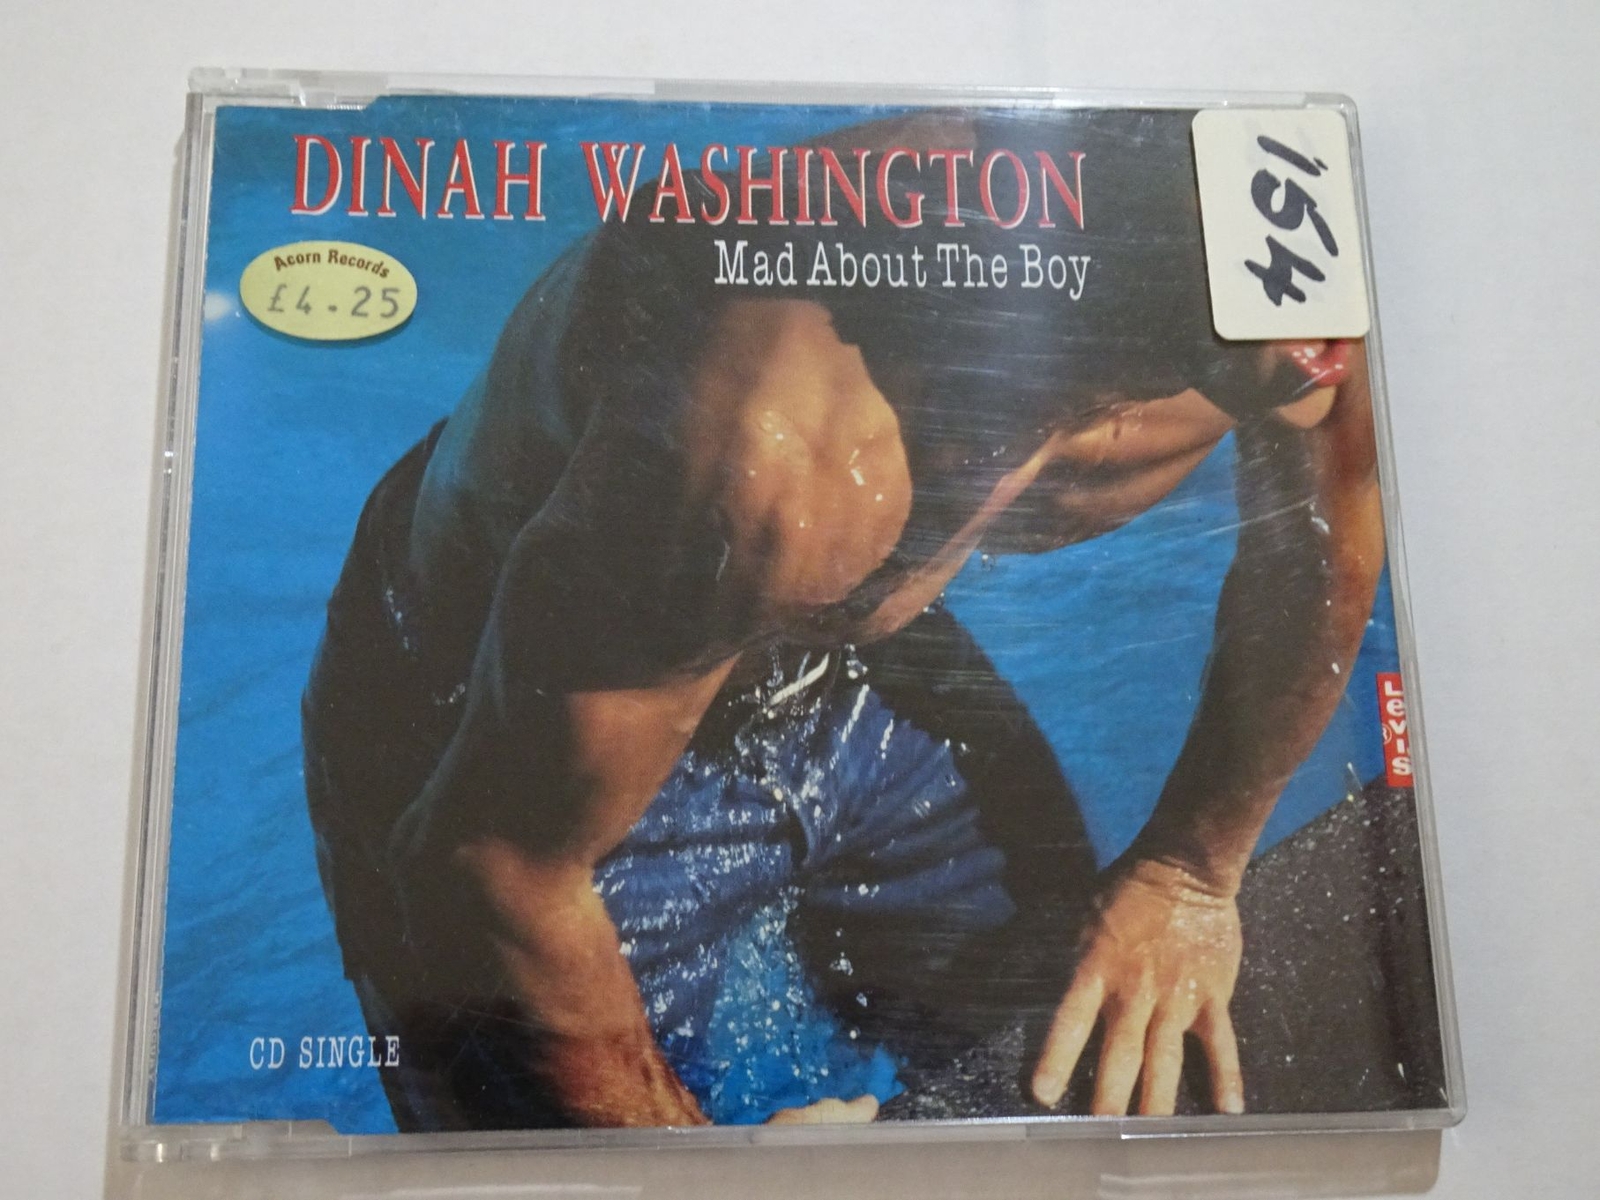 DINAH WASHINGTON
Mad About The Boy
Acorn Records
£4.25
154
Levi's
®
CD SINGLE